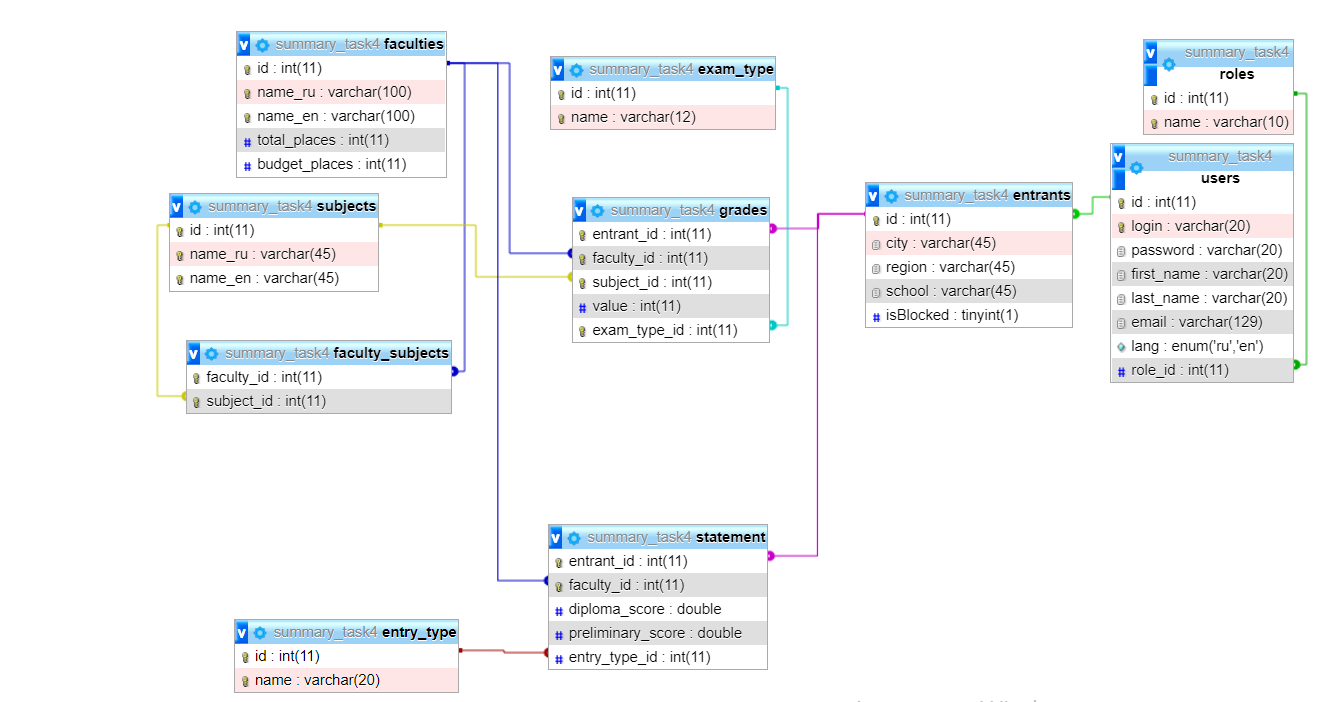 summary_task4 faculties
id : int(11)
name_ru : varchar(100)
name_en : varchar(100)
total_places : int(11)
budget_places : int(11)
summary_task4 exam_type
id : int(11)
name : varchar(12)
summary_task4
roles
id : int(11)
name : varchar(10)
summary_task4
users
id : int(11)
login : varchar(20)
password : varchar(20)
first_name : varchar(20)
last_name : varchar(20)
email : varchar(129)
lang : enum('ru','en')
role_id : int(11)
summary_task4 subjects
id : int(11)
name_ru : varchar(45)
name_en : varchar(45)
summary_task4 grades
entrant_id : int(11)
faculty_id : int(11)
subject_id : int(11)
value : int(11)
exam_type_id : int(11)
summary_task4 entrants
id : int(11)
city : varchar(45)
region : varchar(45)
school : varchar(45)
isBlocked : tinyint(1)
summary_task4 faculty_subjects
faculty_id : int(11)
subject_id : int(11)
summary_task4 statement
entrant_id : int(11)
faculty_id : int(11)
diploma_score : double
preliminary_score : double
entry_type_id : int(11)
summary_task4 entry_type
id : int(11)
name : varchar(20)